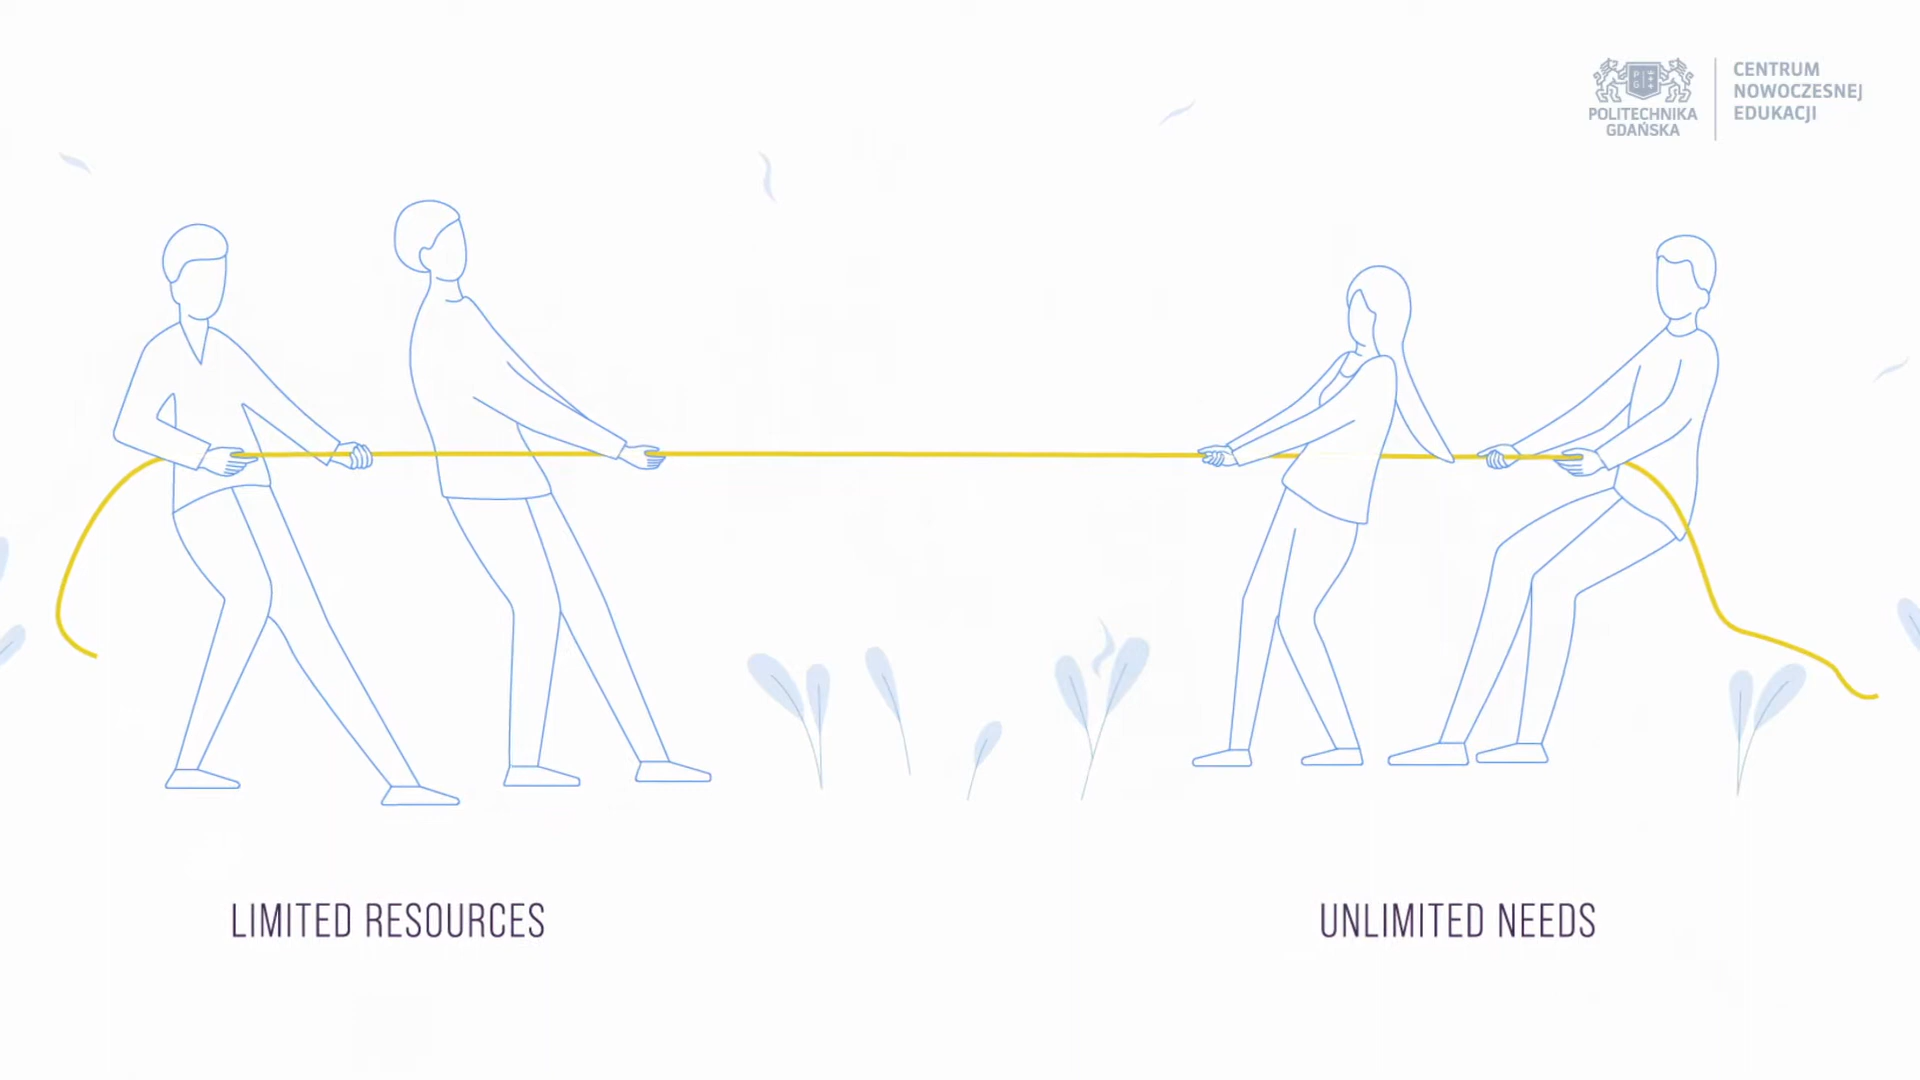 POLITECHNIKA
GDAŃSKA
CENTRUM
NOWOCZESNEJ
EDUKACJI
LIMITED RESOURCES
UNLIMITED NEEDS